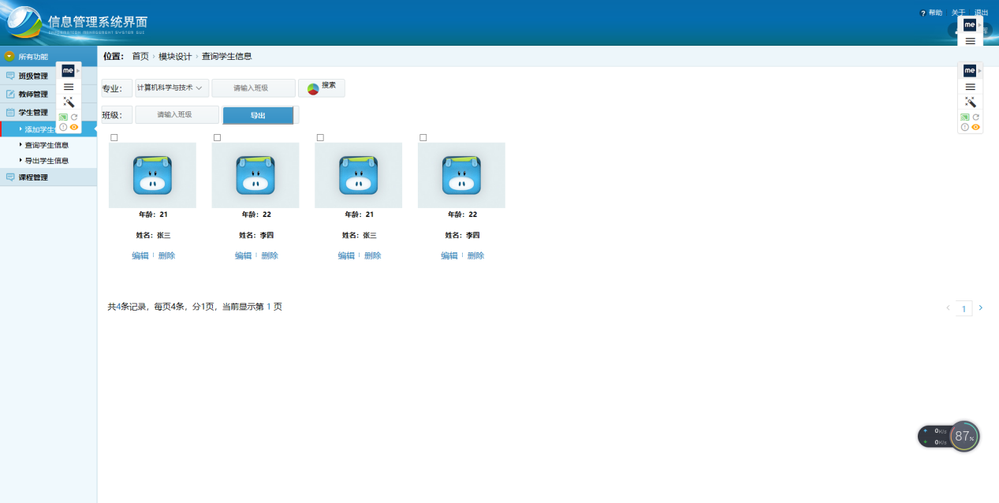 信息管理系统界面
INFORMATION MANAGEMENT SYSTEM GUI
帮助 关于 退出
me
所有功能
班级管理
教师管理
学生管理
添加学生
查询学生信息
导出学生信息
课程管理
me
位置: 首页 › 模块设计 › 查询学生信息
专业: 计算机科学与技术 请输入班级 搜索
班级: 请输入班级 导出
me
年龄: 21 年龄: 22 年龄: 21 年龄: 22
姓名: 张三 姓名: 李四 姓名: 张三 姓名: 李四
编辑 删除 编辑 删除 编辑 删除 编辑 删除
共4条记录, 每页4条, 分1页, 当前显示第 1 页
1
0K/s
0K/s
87%